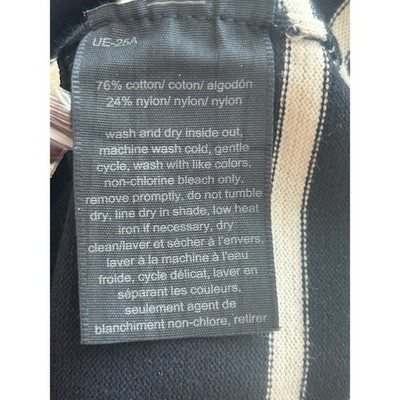 UE-25A
76% cotton/ coton/ algodón
24% nylon/ nylon/ nylon
wash and dry inside out,
machine wash cold, gentle
cycle, wash with like colors,
non-chlorine bleach only,
remove promptly, do not tumble
dry, line dry in shade, low heat
iron if necessary, dry
clean/laver et sécher à l'envers,
laver à la machine à l'eau
froide, cycle délicat, laver en
séparant les couleurs,
seulement agent de
blanchiment non-chlore, retirer